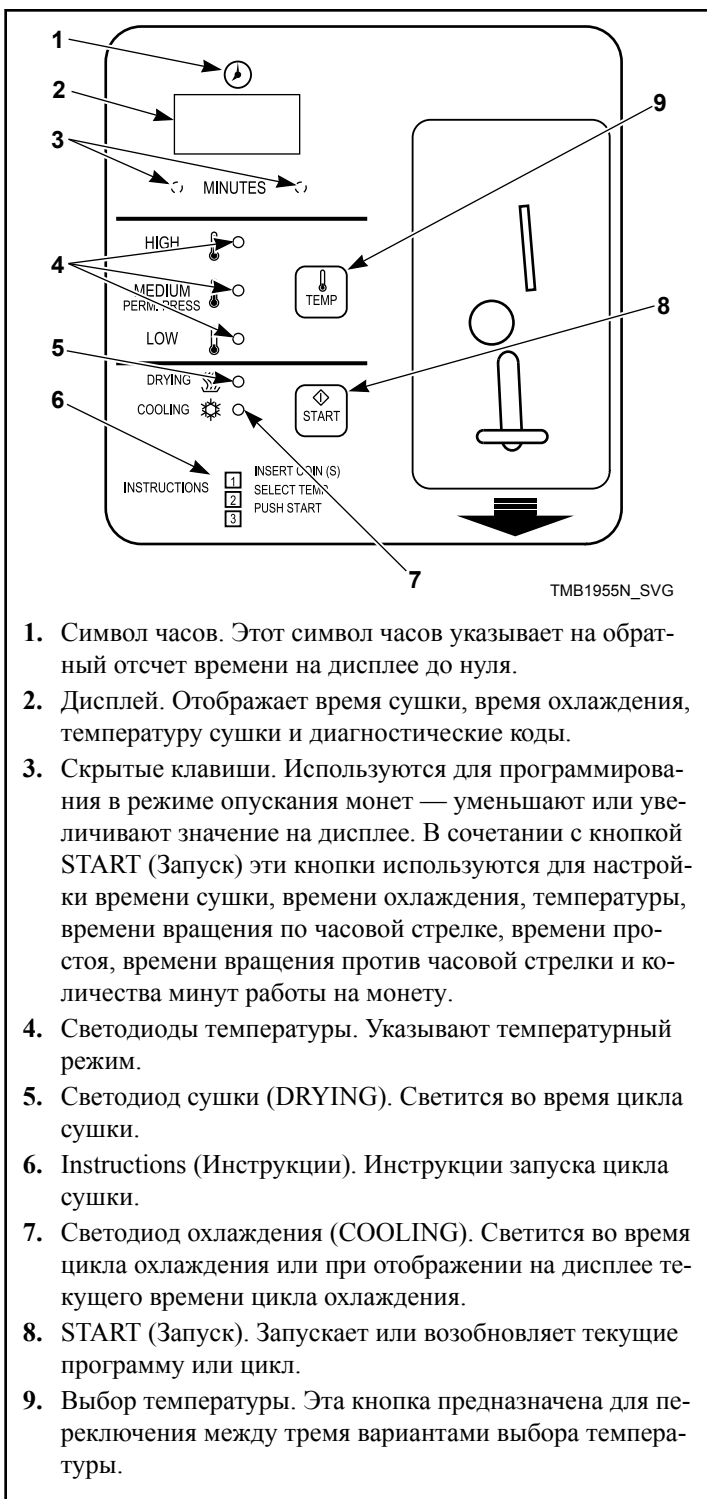 1
2
3
MINUTES
9
HIGH
4
MEDIUM
PERM. PRESS
TEMP
LOW
8
5
DRYING
6
COOLING
START
INSTRUCTIONS
1 INSERT COIN (S)
2 SELECT TEMP
3 PUSH START
7
TMB1955N_SVG
1. Символ часов. Этот символ часов указывает на обрат-
ный отсчет времени на дисплее до нуля.
2. Дисплей. Отображает время сушки, время охлаждения,
температуру сушки и диагностические коды.
3. Скрытые клавиши. Используются для программирова-
ния в режиме опускания монет — уменьшают или уве-
личивают значение на дисплее. В сочетании с кнопкой
START (Запуск) эти кнопки используются для настрой-
ки времени сушки, времени охлаждения, температуры,
времени вращения по часовой стрелке, времени про-
стоя, времени вращения против часовой стрелки и ко-
личества минут работы на монету.
4. Светодиоды температуры. Указывают температурный
режим.
5. Светодиод сушки (DRYING). Светится во время цикла
сушки.
6. Instructions (Инструкции). Инструкции запуска цикла
сушки.
7. Светодиод охлаждения (COOLING). Светится во время
цикла охлаждения или при отображении на дисплее те-
кущего времени цикла охлаждения.
8. START (Запуск). Запускает или возобновляет текущие
программу или цикл.
9. Выбор температуры. Эта кнопка предназначена для пе-
реключения между тремя вариантами выбора темпера-
туры.